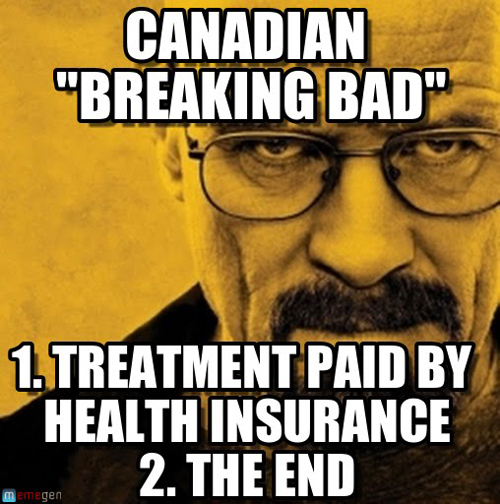 CANADIAN
"BREAKING BAD"
1. TREATMENT PAID BY
HEALTH INSURANCE
2. THE END
memegen